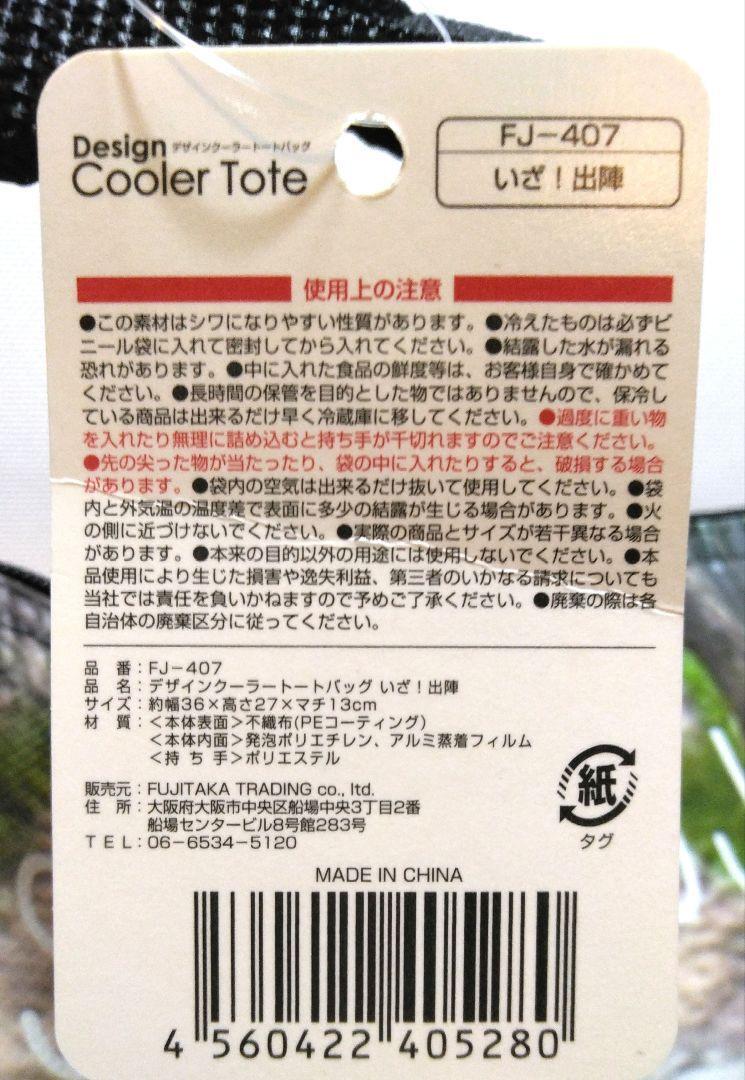 Design デザインクーラートートバッグ
Cooler Tote
FJ-407
いざ！出陣
使用上の注意
●この素材はシワになりやすい性質があります。●冷えたものは必ずビ
ニール袋に入れて密封してから入れてください。●結露した水が漏れる
恐れがあります。●中に入れた食品の鮮度等は、お客様自身で確かめて
ください。●長時間の保管を目的とした物ではありませんので、保冷し
ている商品は出来るだけ早く冷蔵庫に移してください。●過度に重い物
を入れたり無理に詰め込むと持ち手が千切れますのでご注意ください。
●先の尖った物が当たったり、袋の中に入れたりすると、破損する場合
があります。●袋内の空気は出来るだけ抜いて使用してください。●袋
内と外気温の温度差で表面に多少の結露が生じる場合があります。●火
の側に近づけないでください。●実際の商品とサイズが若干異なる場合
があります。●本来の目的以外の用途には使用しないでください。●本
品使用により生じた損害や逸失利益、第三者のいかなる請求についても
当社では責任を負いかねますので予めご了承ください。●廃棄の際は各
自治体の廃棄区分に従ってください。
品 番：FJ-407
品 名：デザインクーラートートバッグ いざ！出陣
サイズ：約幅36×高さ27×マチ13cm
材 質：＜本体表面＞不織布(PEコーティング)
＜本体内面＞発泡ポリエチレン、アルミ蒸着フィルム
＜持 ち 手＞ポリエステル
販売元：FUJITAKA TRADING co., ltd.
住 所：大阪府大阪市中央区船場中央3丁目2番
船場センタービル8号館283号
TEL：06-6534-5120
紙
タグ
MADE IN CHINA
4 560422 405280